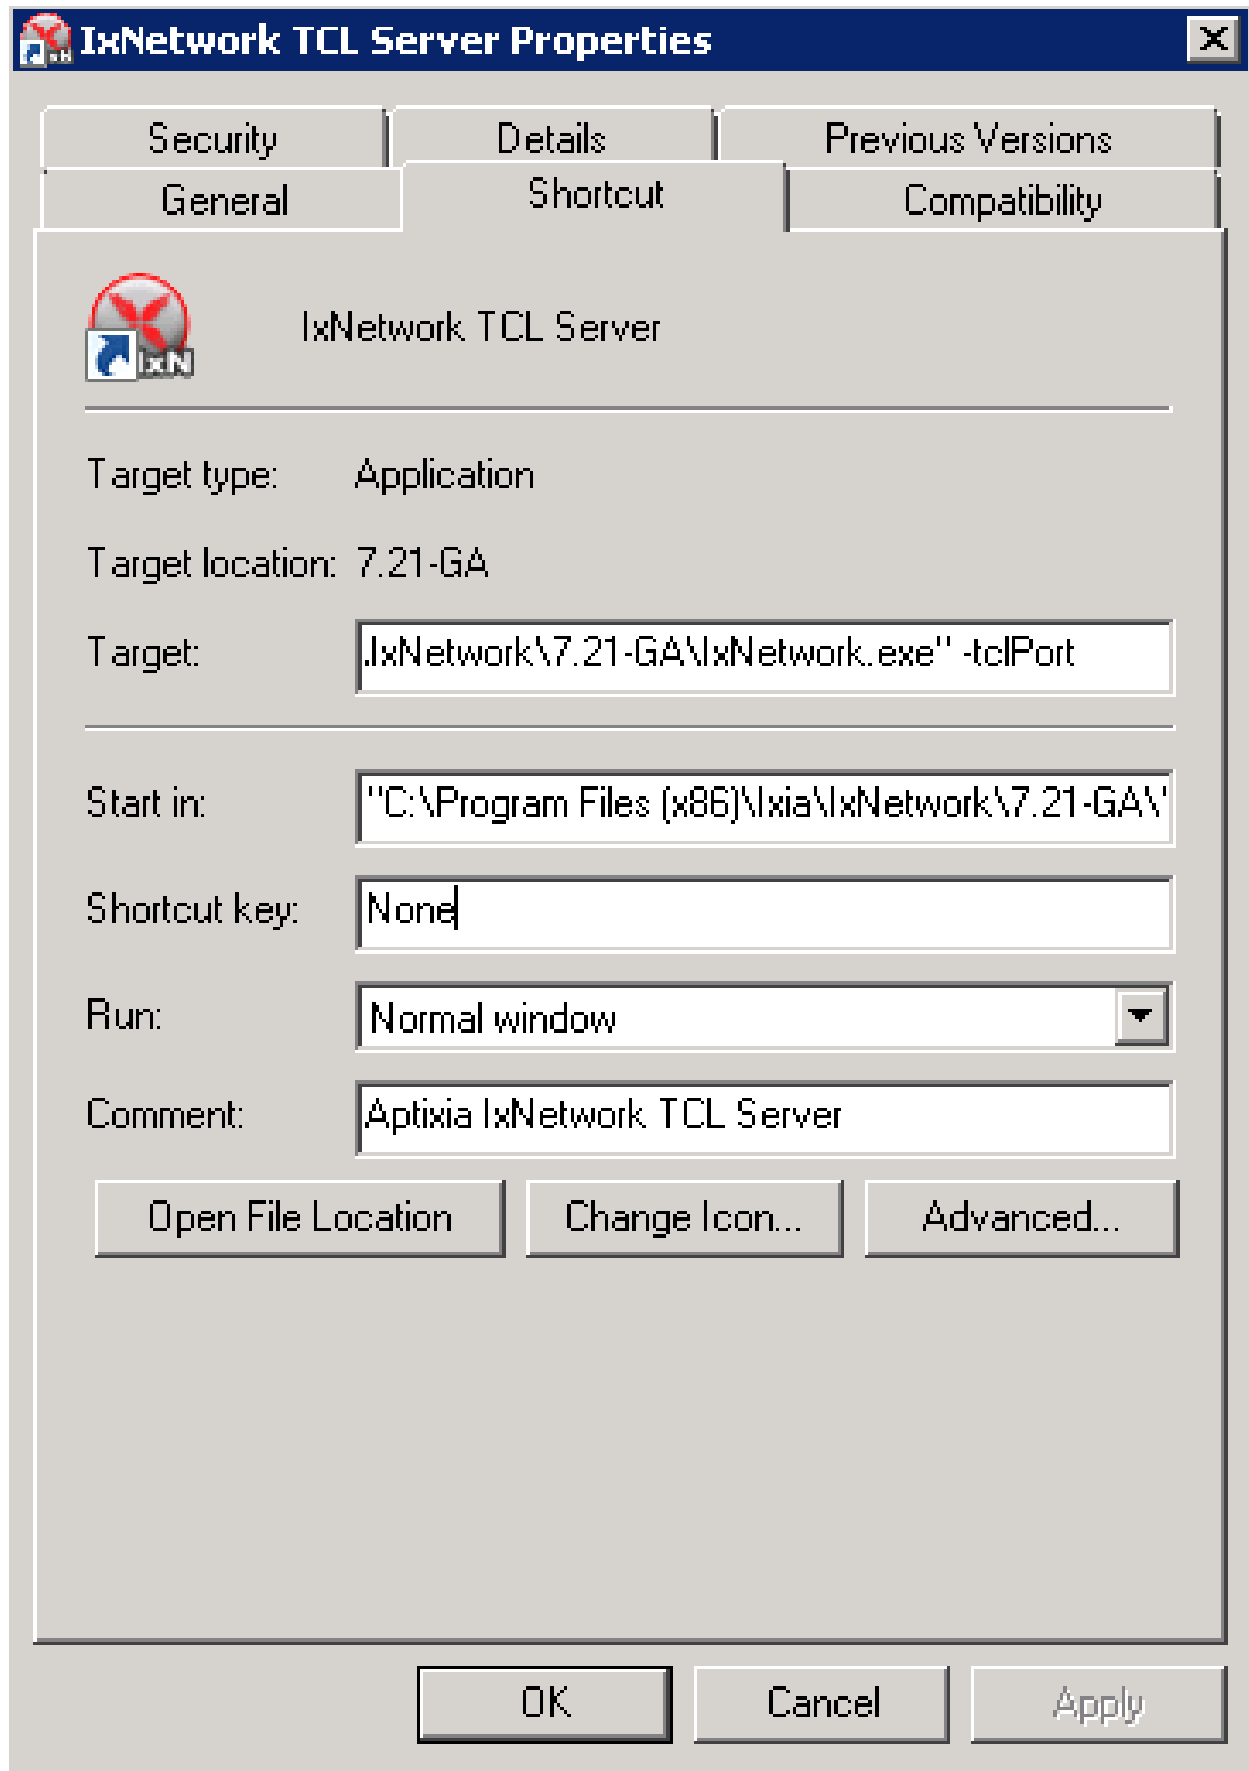 IxNetwork TCL Server Properties
Security Details Previous Versions
General Shortcut Compatibility
IxN
IxNetwork TCL Server
Target type: Application
Target location: 7.21-GA
Target: .IxNetwork\7.21-GA\IxNetwork.exe" -tclPort
Start in: "C:\Program Files (x86)\Ixia\IxNetwork\7.21-GA\"
Shortcut key: None
Run: Normal window
Comment: Aptixia IxNetwork TCL Server
Open File Location Change Icon... Advanced...
OK Cancel Apply